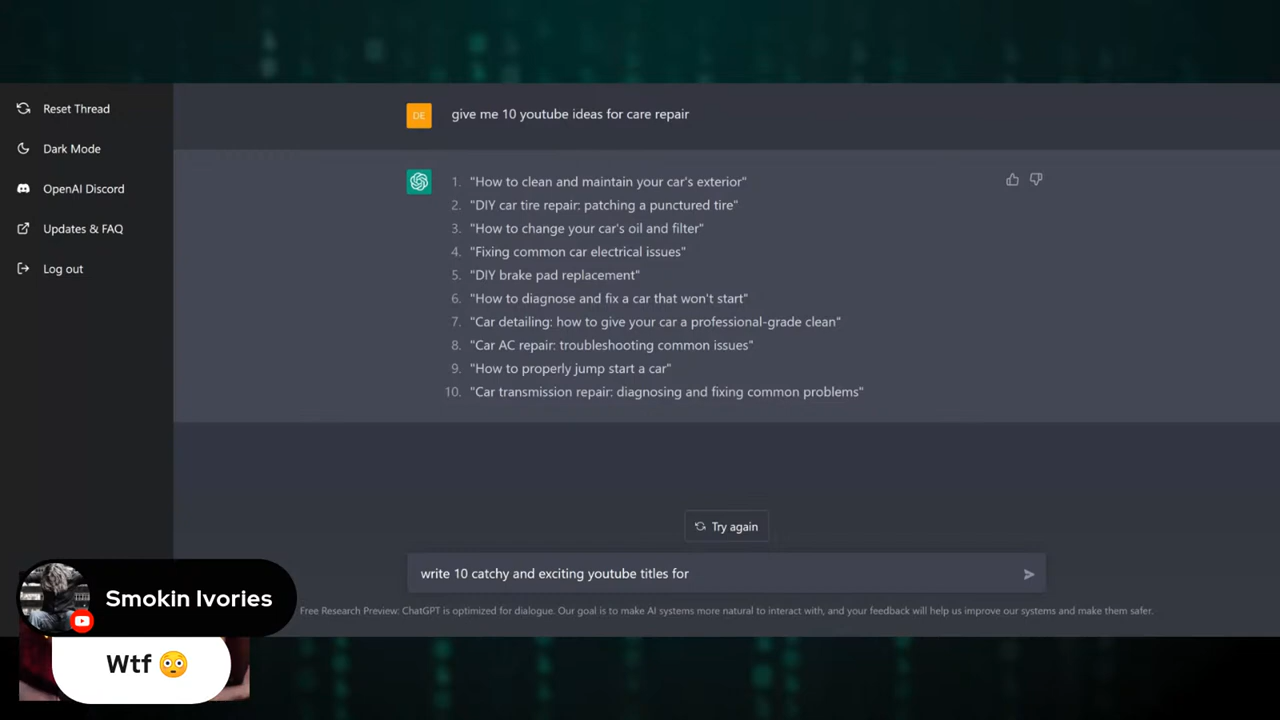 Reset Thread
Dark Mode
OpenAI Discord
Updates & FAQ
Log out
DE
give me 10 youtube ideas for care repair
1. "How to clean and maintain your car's exterior"
2. "DIY car tire repair: patching a punctured tire"
3. "How to change your car's oil and filter"
4. "Fixing common car electrical issues"
5. "DIY brake pad replacement"
6. "How to diagnose and fix a car that won't start"
7. "Car detailing: how to give your car a professional-grade clean"
8. "Car AC repair: troubleshooting common issues"
9. "How to properly jump start a car"
10. "Car transmission repair: diagnosing and fixing common problems"
Try again
write 10 catchy and exciting youtube titles for
Free Research Preview: ChatGPT is optimized for dialogue. Our goal is to make AI systems more natural to interact with, and your feedback will help us improve our systems and make them safer.
Smokin Ivories
Wtf 😳